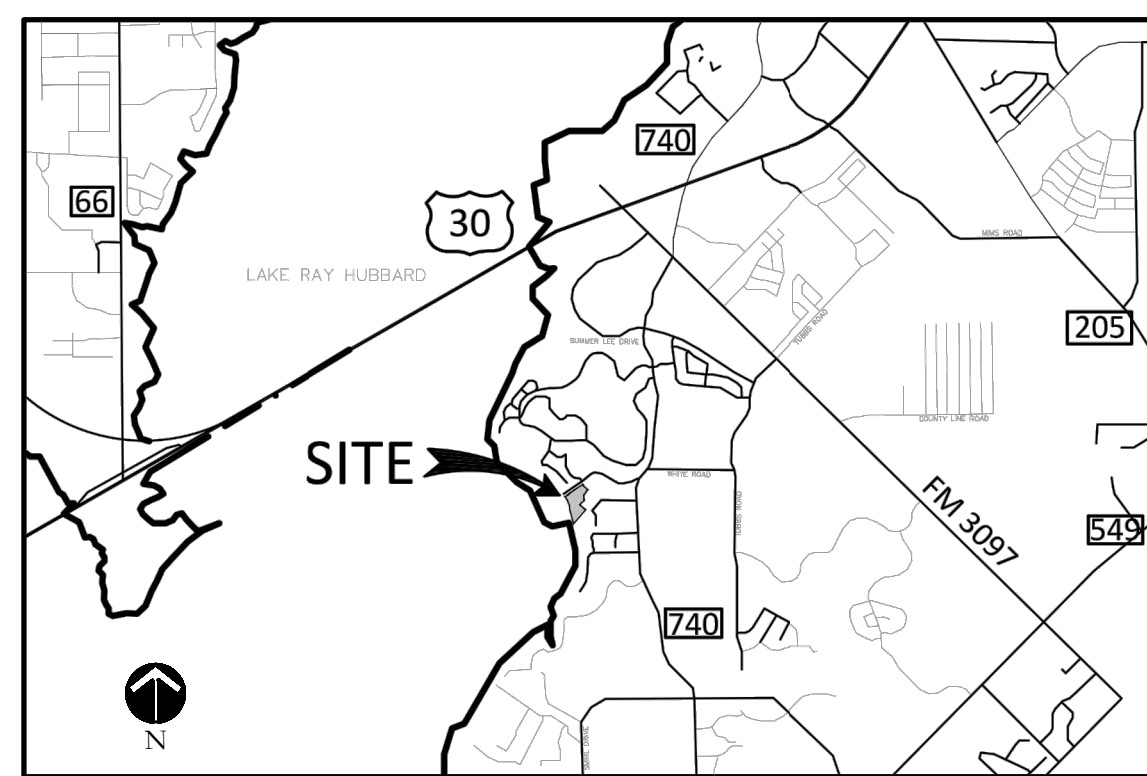 740
66
30
LAKE RAY HUBBARD
MIMS ROAD
205
TUBBS ROAD
SUMMER LEE DRIVE
COUNTY LINE ROAD
SITE
WHITE ROAD
TUBBS ROAD
FM 3097
549
740
N